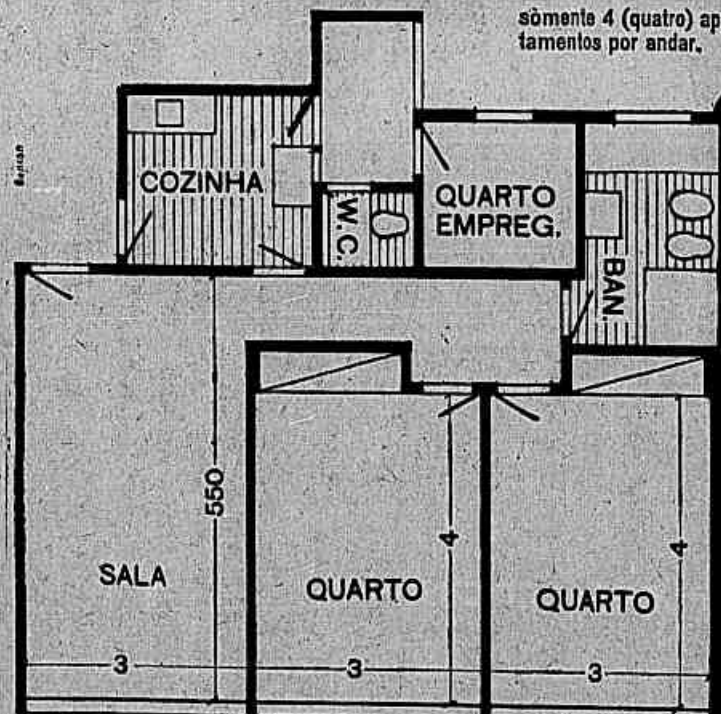 sòmente 4 (quatro) ap
tamentos por andar.
COZINHA
W.C.
QUARTO
EMPREG.
BAN.
550
SALA
QUARTO
4
QUARTO
4
3
3
3